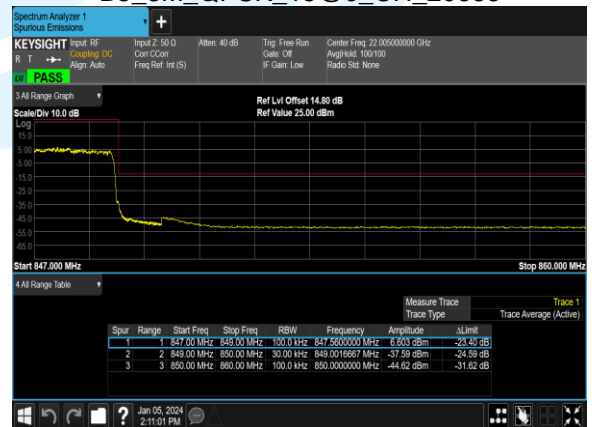 Spectrum Analyzer 1
Spurious Emissions
KEYSIGHT Input: RF Input Z: 50 Ω Atten: 40 dB Trig: Free Run Center Freq: 22.005000000 GHz
R T Coupling: DC Corr CCorr Gate: Off Avg|Hold: 100/100
Align: Auto Freq Ref: Int (S) IF Gain: Low Radio Std: None
LV PASS
3 All Range Graph
Ref Lvl Offset 14.80 dB
Scale/Div 10.0 dB Ref Value 25.00 dBm
Log
15.0
5.00
-5.00
-15.0
-25.0
-35.0
-45.0
-55.0
-65.0
Start 847.000 MHz Stop 860.000 MHz
4 All Range Table
Measure Trace Trace 1
Trace Type Trace Average (Active)
Spur Range Start Freq Stop Freq RBW Frequency Amplitude ΔLimit
1 1 847.00 MHz 849.00 MHz 100.0 kHz 847.5600000 MHz 6.603 dBm -23.40 dB
2 2 849.00 MHz 850.00 MHz 30.00 kHz 849.0016667 MHz -37.59 dBm -24.59 dB
3 3 850.00 MHz 860.00 MHz 100.0 kHz 850.0000000 MHz -44.62 dBm -31.62 dB
Jan 05, 2024
2:11:01 PM